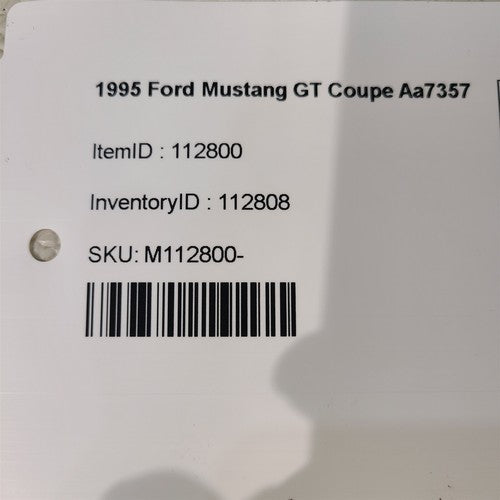 1995 Ford Mustang GT Coupe Aa7357
ItemID : 112800
InventoryID : 112808
SKU: M112800-